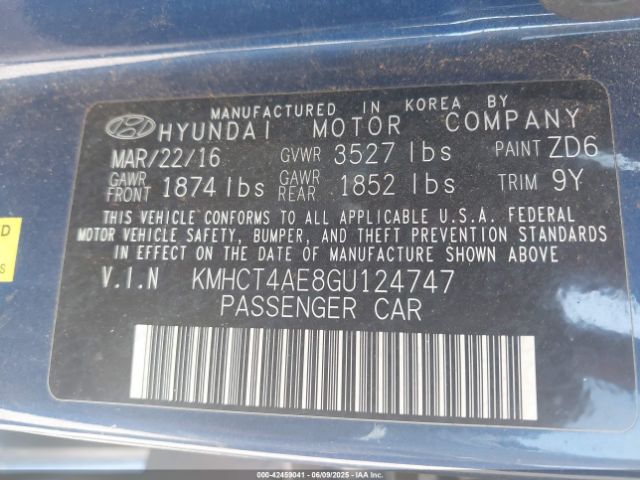 MANUFACTURED IN KOREA BY
HYUNDAI MOTOR COMPANY
MAR/22/16 GVWR 3527 lbs PAINT ZD6
GAWR FRONT 1874 lbs GAWR REAR 1852 lbs TRIM 9Y
THIS VEHICLE CONFORMS TO ALL APPLICABLE U.S.A. FEDERAL
MOTOR VEHICLE SAFETY, BUMPER, AND THEFT PREVENTION STANDARDS
IN EFFECT ON THE DATE OF MANUFACTURE SHOWN ABOVE
V.I.N KMHCT4AE8GU124747
PASSENGER CAR
D
S
000-42459041 - 06/09/2025 - IAAI